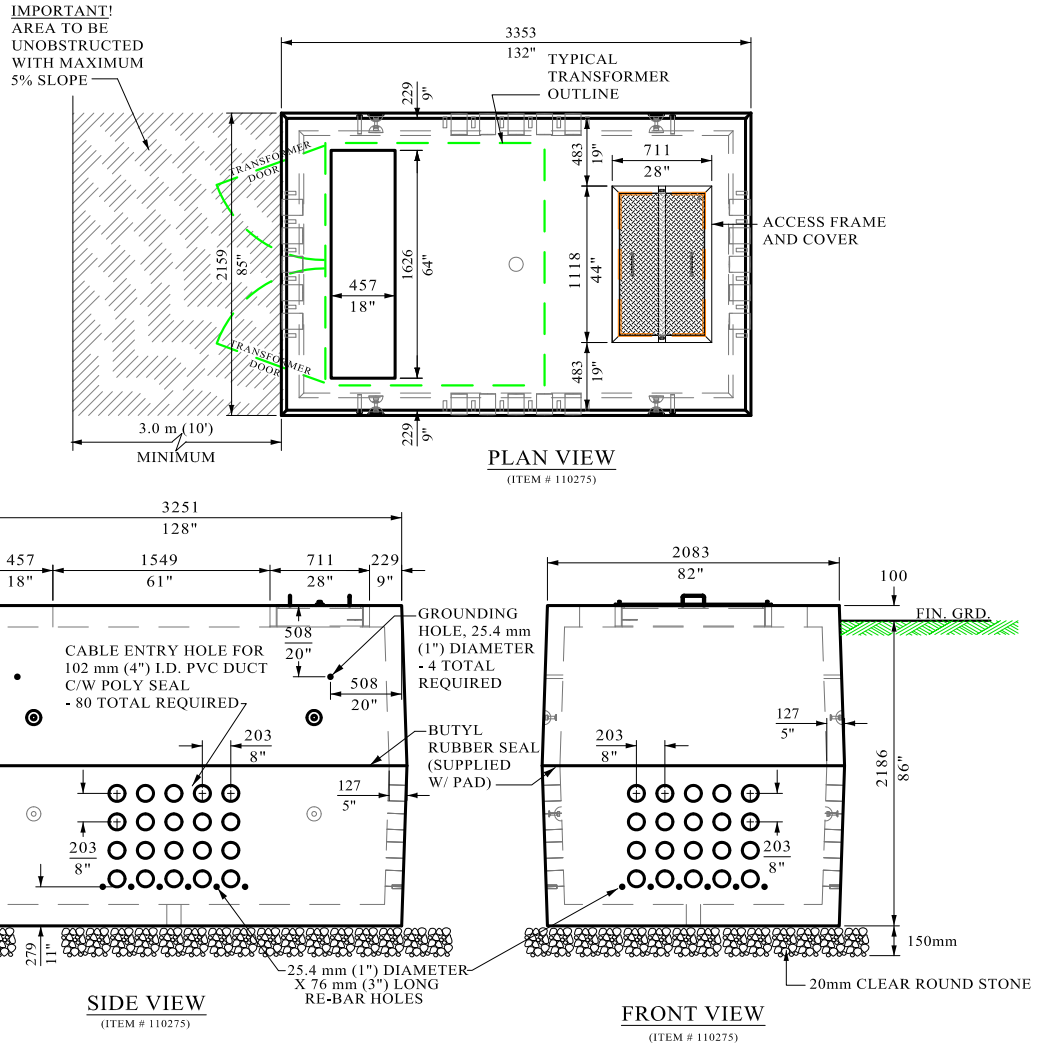 IMPORTANT!
AREA TO BE
UNOBSTRUCTED
WITH MAXIMUM
5% SLOPE
3353
132"
TYPICAL
TRANSFORMER
OUTLINE
229
9"
483
19"
711
28"
TRANSFORMER
DOOR
ACCESS FRAME
AND COVER
2159
85"
1626
64"
1118
44"
457
18"
TRANSFORMER
DOOR
483
19"
229
9"
3.0 m (10')
MINIMUM
PLAN VIEW
(ITEM # 110275)
3251
128"
457
18"
1549
61"
711
28"
229
9"
508
20"
GROUNDING
HOLE, 25.4 mm
(1") DIAMETER
- 4 TOTAL
REQUIRED
CABLE ENTRY HOLE FOR
102 mm (4") I.D. PVC DUCT
C/W POLY SEAL
- 80 TOTAL REQUIRED
508
20"
203
8"
BUTYL
RUBBER SEAL
(SUPPLIED
W/ PAD)
127
5"
203
8"
279
11"
25.4 mm (1") DIAMETER
X 76 mm (3") LONG
RE-BAR HOLES
SIDE VIEW
(ITEM # 110275)
2083
82"
100
FIN. GRD.
127
5"
203
8"
2186
86"
203
8"
150mm
20mm CLEAR ROUND STONE
FRONT VIEW
(ITEM # 110275)